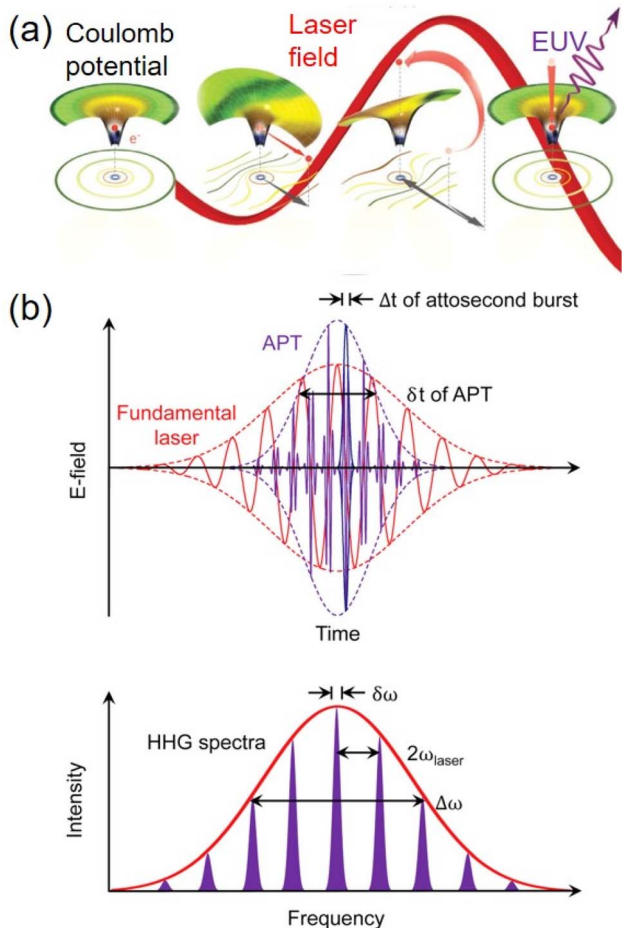 (a)
Coulomb
potential
Laser
field
EUV
e⁻
(b)
Δt of attosecond burst
APT
δt of APT
Fundamental
laser
E-field
Time
δω
HHG spectra
2ω_laser
Δω
Intensity
Frequency